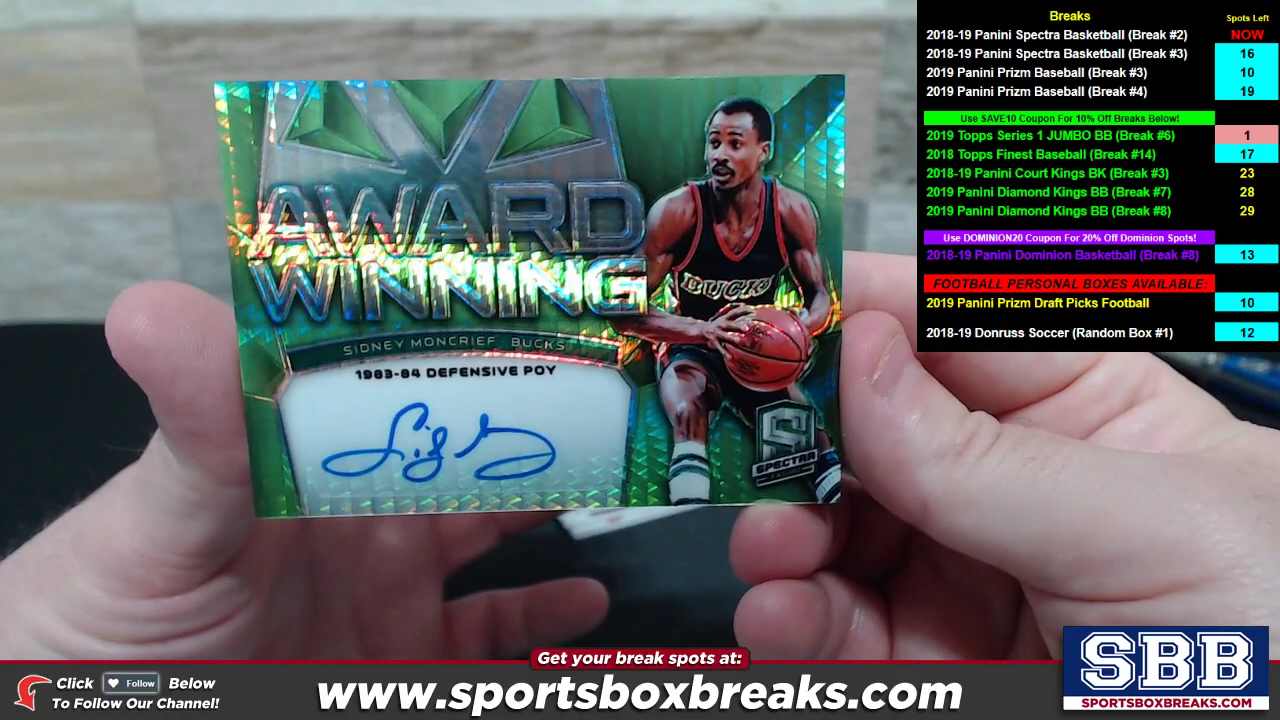 Breaks Spots Left
2018-19 Panini Spectra Basketball (Break #2) NOW
2018-19 Panini Spectra Basketball (Break #3) 16
2019 Panini Prizm Baseball (Break #3) 10
2019 Panini Prizm Baseball (Break #4) 19
Use SAVE10 Coupon For 10% Off Breaks Below!
2019 Topps Series 1 JUMBO BB (Break #6) 1
2018 Topps Finest Baseball (Break #14) 17
2018-19 Panini Court Kings BK (Break #3) 23
2019 Panini Diamond Kings BB (Break #7) 28
2019 Panini Diamond Kings BB (Break #8) 29
Use DOMINION20 Coupon For 20% Off Dominion Spots!
2018-19 Panini Dominion Basketball (Break #8) 13
FOOTBALL PERSONAL BOXES AVAILABLE:
2019 Panini Prizm Draft Picks Football 10
2018-19 Donruss Soccer (Random Box #1) 12
AWARD
WINNING
SIDNEY MONCRIEF BUCKS
1983-84 DEFENSIVE POY
BUCKS
S
SPECTRA
Get your break spots at:
Click Follow Below
To Follow Our Channel!
www.sportsboxbreaks.com
SBB
SPORTSBOXBREAKS.COM